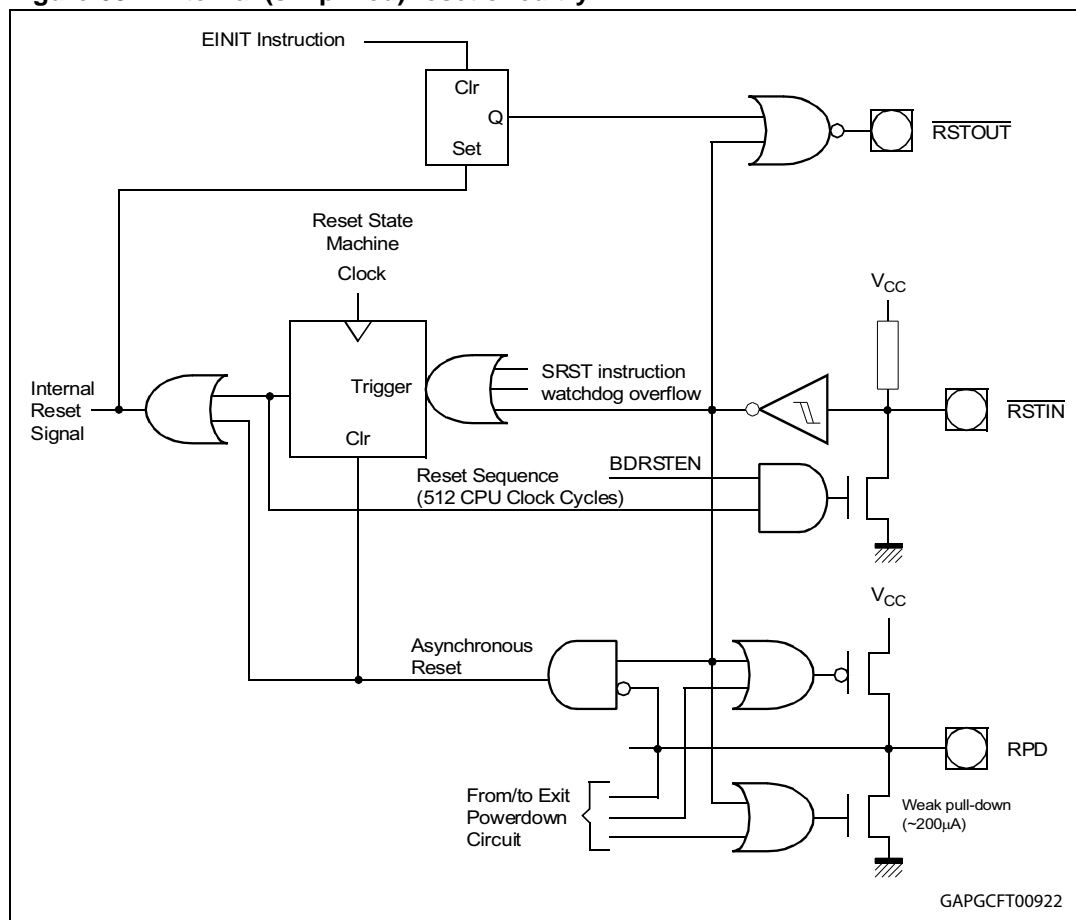 EINIT Instruction
Clr
Q
Set
RSTOUT
Reset State
Machine
Clock
VCC
Trigger
SRST instruction
watchdog overflow
Internal
Reset
Signal
RSTIN
Clr
BDRSTEN
Reset Sequence
(512 CPU Clock Cycles)
VCC
Asynchronous
Reset
RPD
From/to Exit
Powerdown
Circuit
Weak pull-down
(~200µA)
GAPGCFT00922